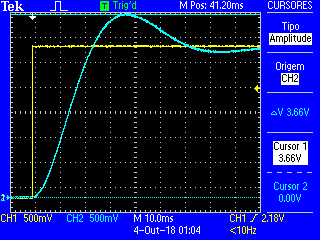 Tek T Trig'd M Pos: 41.20ms CURSORES
Tipo
Amplitude
Origem
CH2
ΔV 3.66V
Cursor 1
3.66V
Cursor 2
0.00V
2
CH1 500mV CH2 500mV M 10.0ms CH1 / 2.18V
4-Out-18 01:04 <10Hz